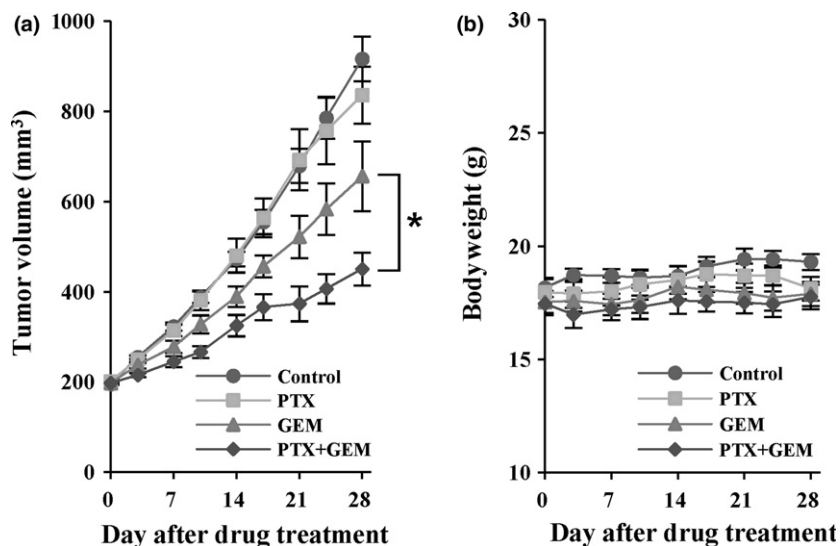 (a)
Tumor volume (mm³)
1000
800
600
400
200
0
*
Control
PTX
GEM
PTX+GEM
0 7 14 21 28
Day after drug treatment
(b)
Bodyweight (g)
30
25
20
15
10
Control
PTX
GEM
PTX+GEM
0 7 14 21 28
Day after drug treatment